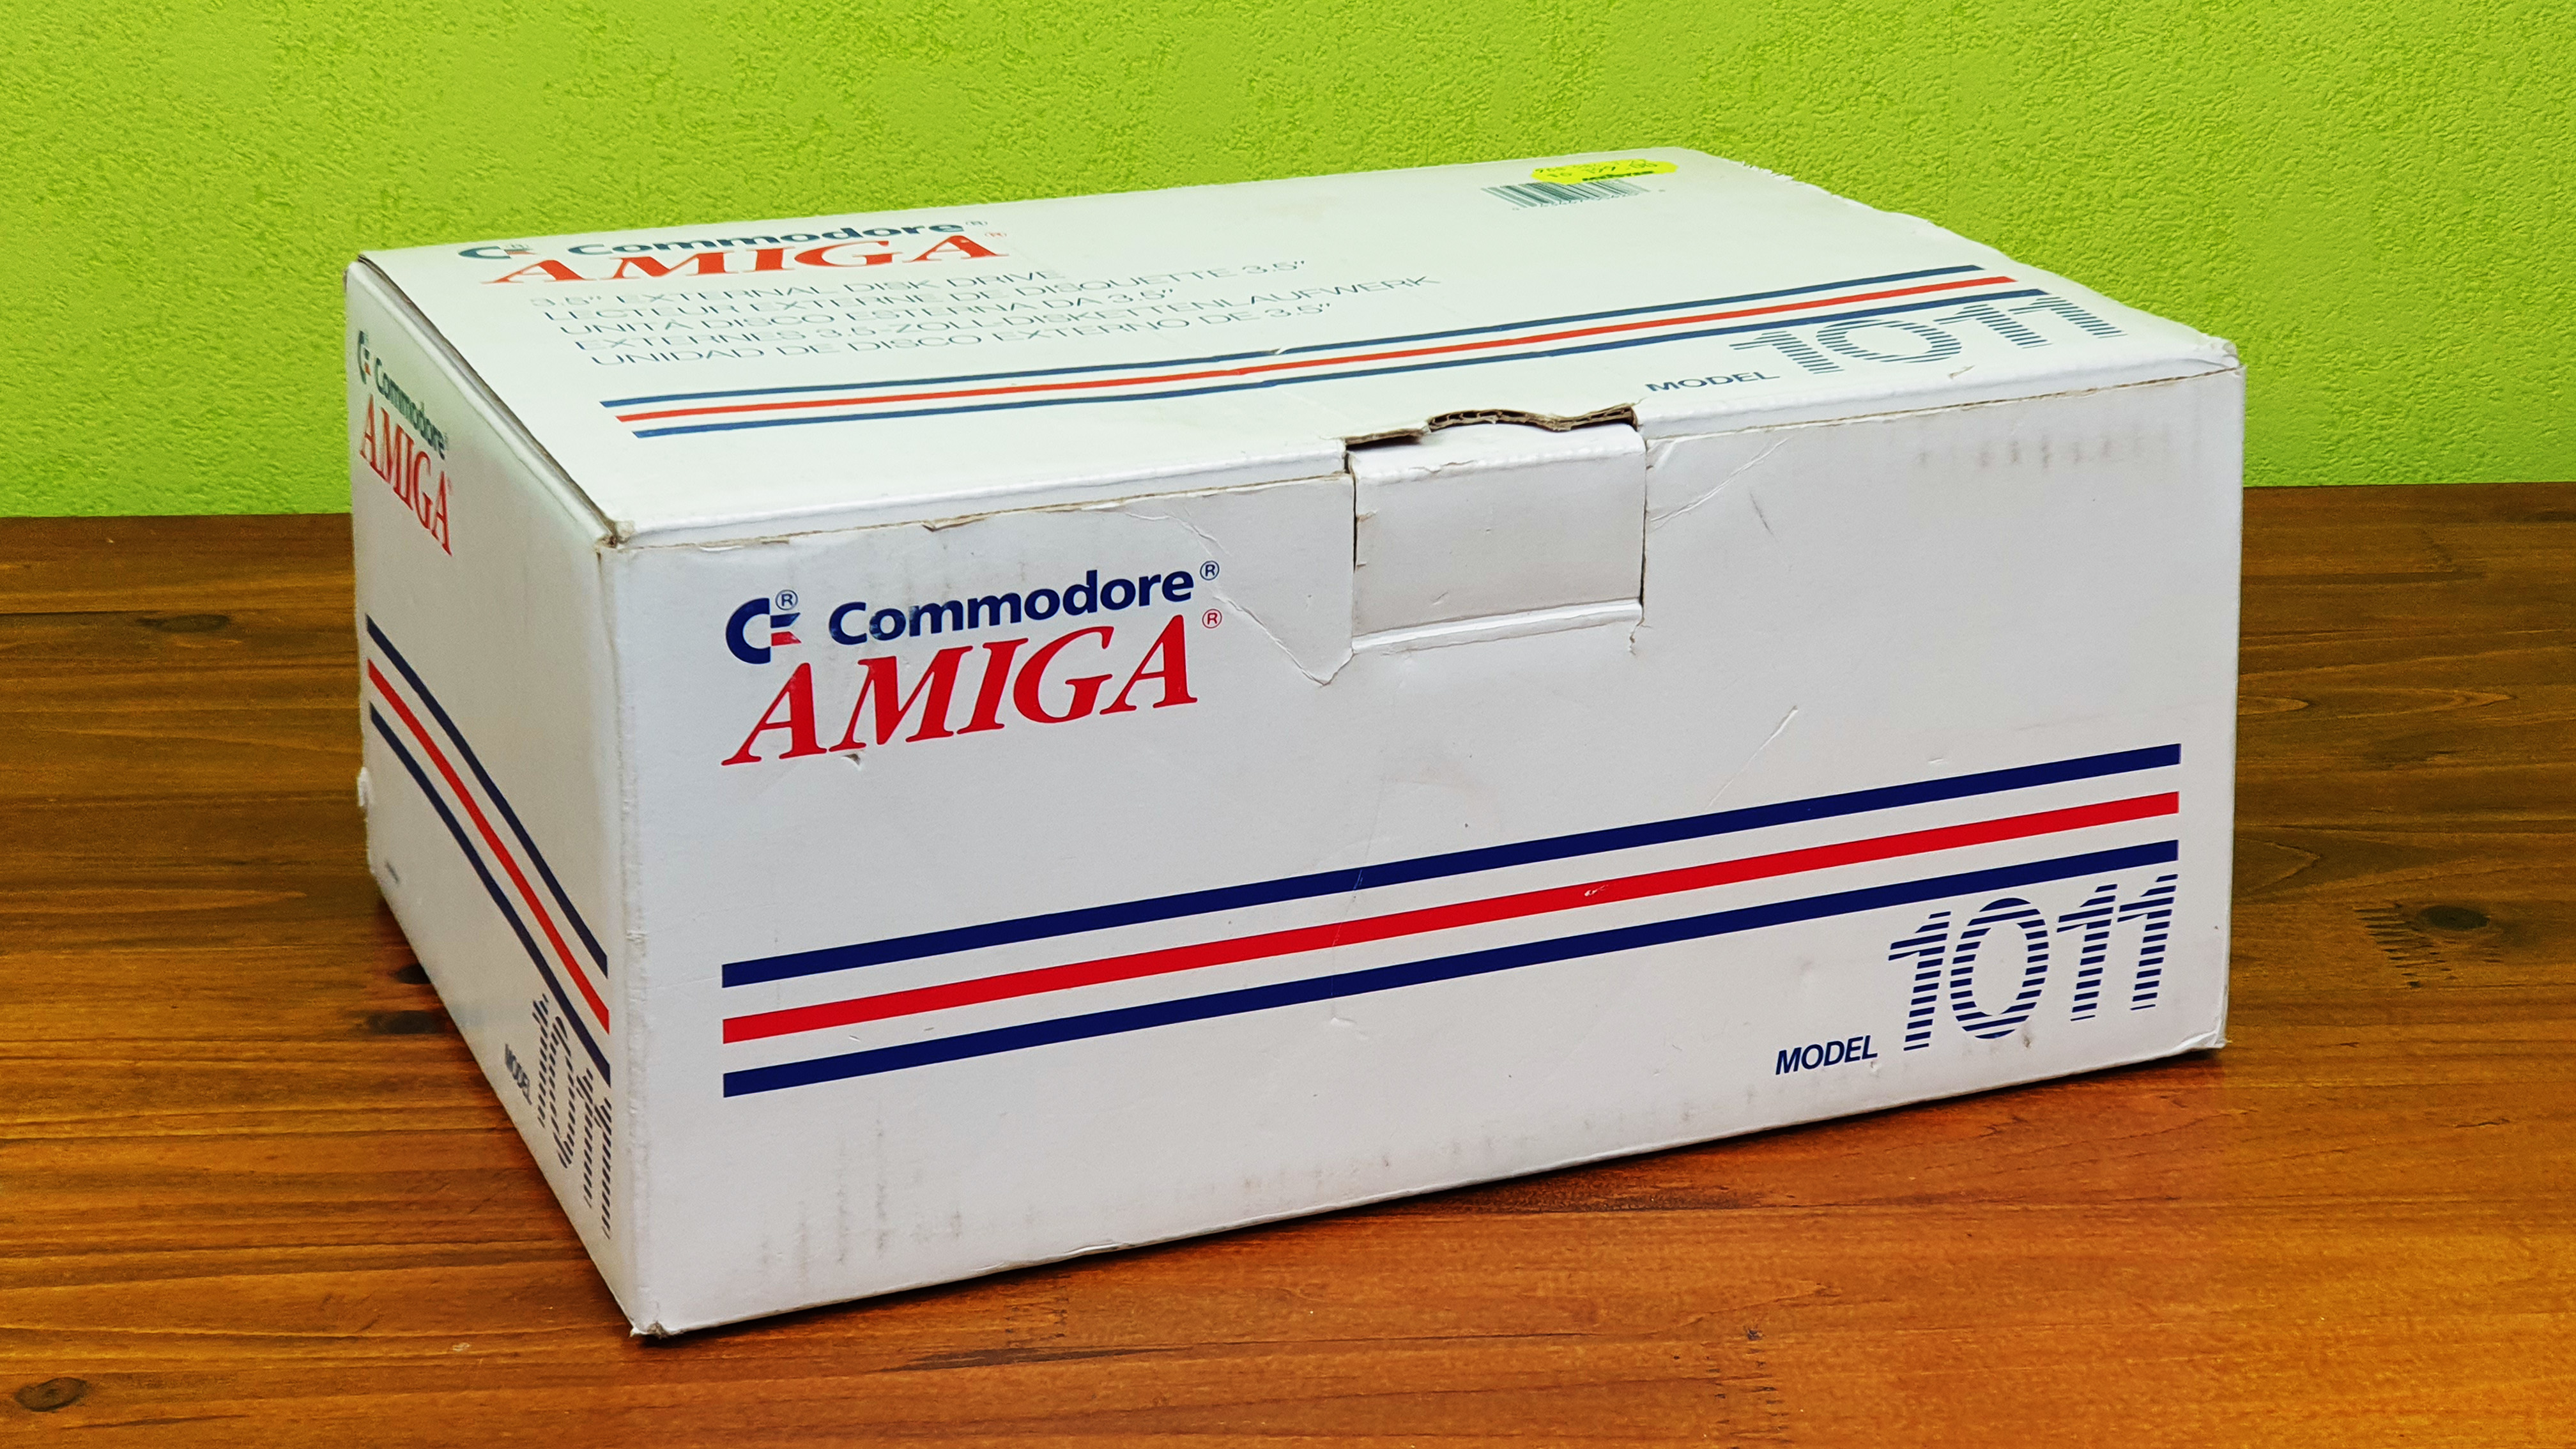 Commodore®
AMIGA®
3.5" EXTERNAL DISK DRIVE
LECTEUR EXTERNE DE DISQUETTE 3.5"
UNITA DISCO ESTERNA DA 3.5"
EXTERNES 3,5-ZOLL-DISKETTENLAUFWERK
UNIDAD DE DISCO EXTERNO DE 3.5"
MODEL 1011
Commodore
AMIGA
MODEL 1011
® Commodore®
AMIGA®
MODEL 1011